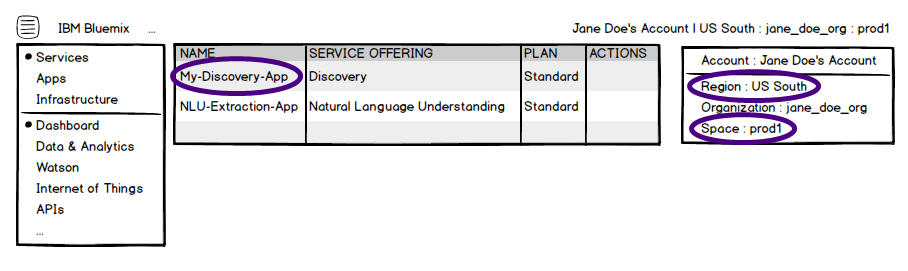 IBM Bluemix ...
Jane Doe's Account | US South : jane_doe_org : prod1
Services
Apps
Infrastructure
Dashboard
Data & Analytics
Watson
Internet of Things
APIs
...
NAME SERVICE OFFERING PLAN ACTIONS
My-Discovery-App Discovery Standard
NLU-Extraction-App Natural Language Understanding Standard
Account : Jane Doe's Account
Region : US South
Organization : jane_doe_org
Space : prod1